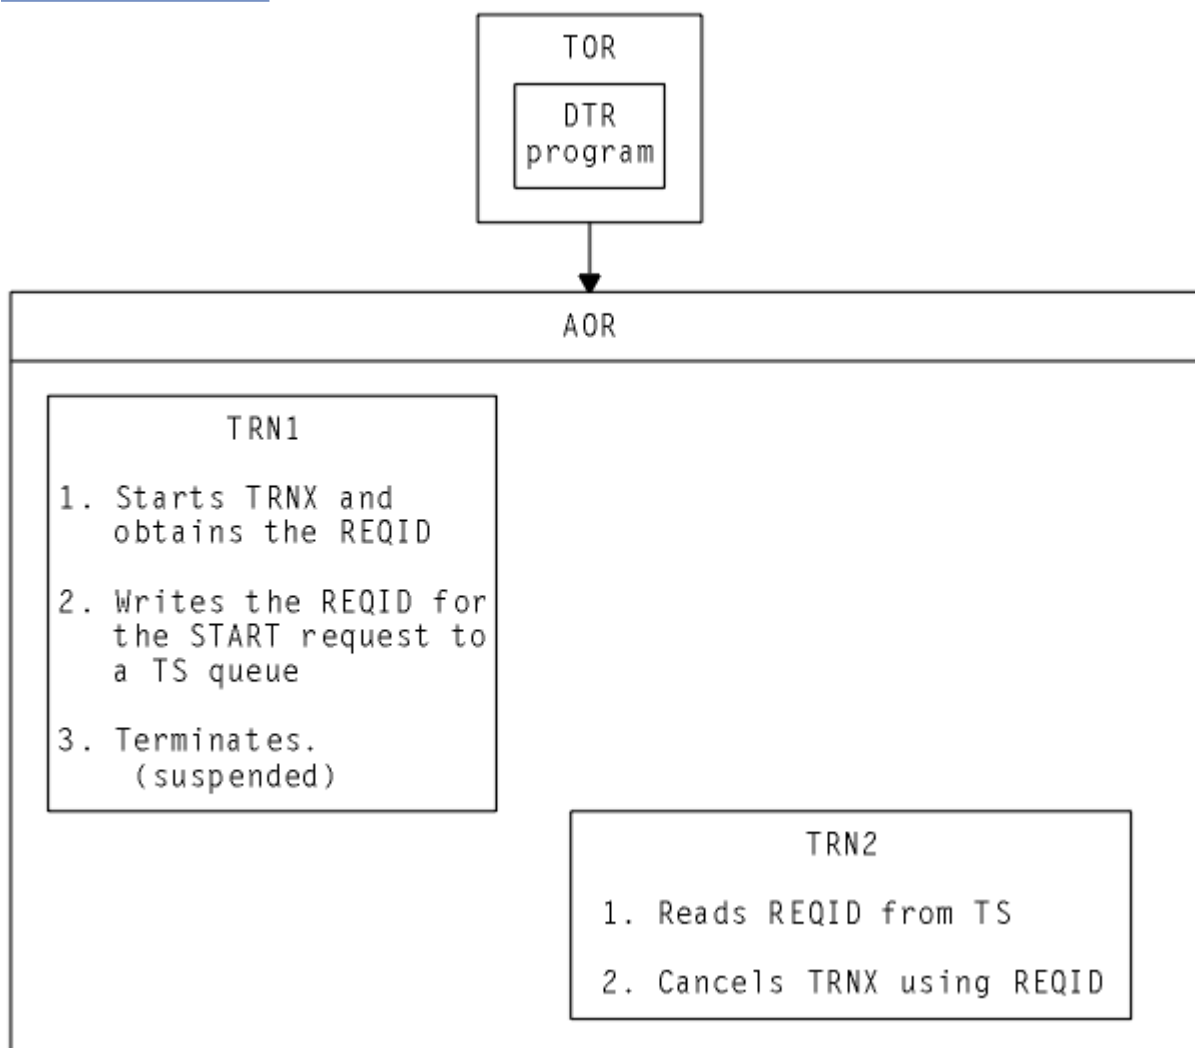 TOR
DTR
program
AOR
TRN1
1. Starts TRNX and
obtains the REQID
2. Writes the REQID for
the START request to
a TS queue
3. Terminates.
(suspended)
TRN2
1. Reads REQID from TS
2. Cancels TRNX using REQID